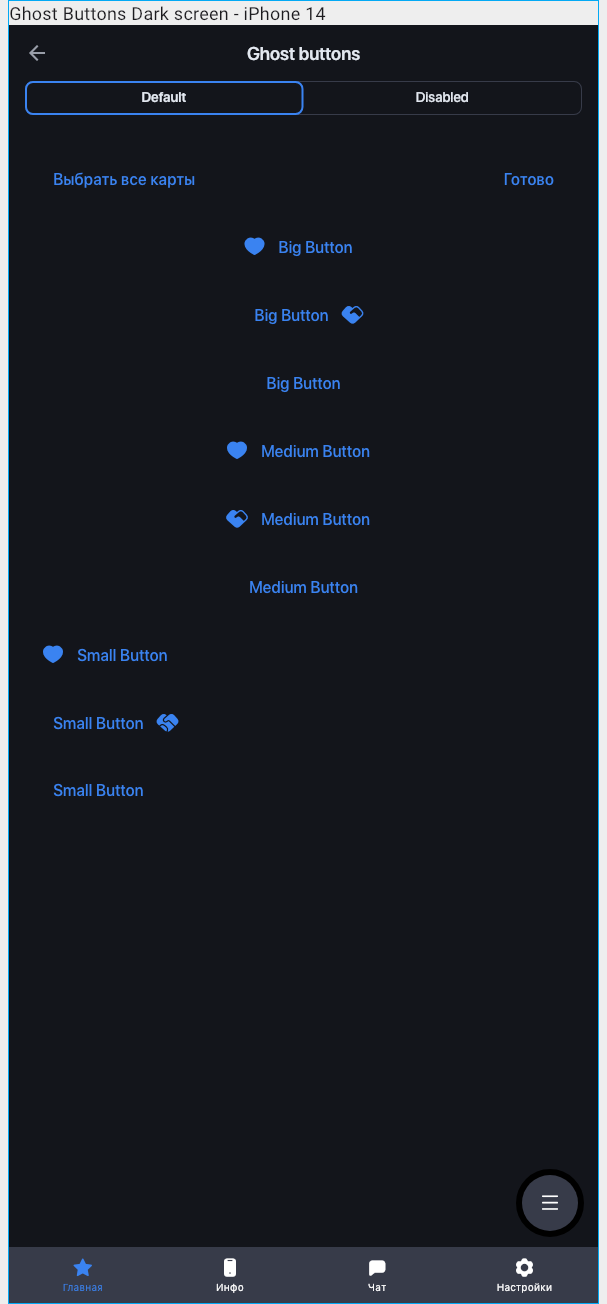 Ghost Buttons Dark screen - iPhone 14
Ghost buttons
Default Disabled
Выбрать все карты Готово
Big Button
Big Button
Big Button
Medium Button
Medium Button
Medium Button
Small Button
Small Button
Small Button
Главная Инфо Чат Настройки